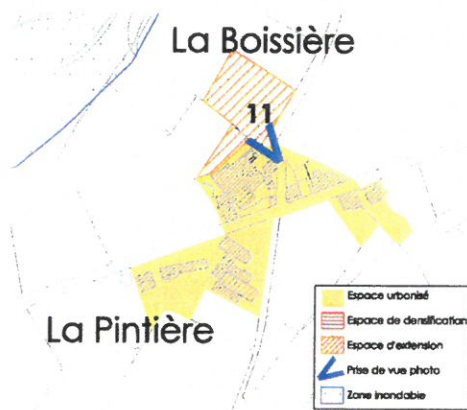 La Boissière
11
La Pintière
Espace urbanisé
Espace de densification
Espace d'extension
Prise de vue photo
Zone inondable